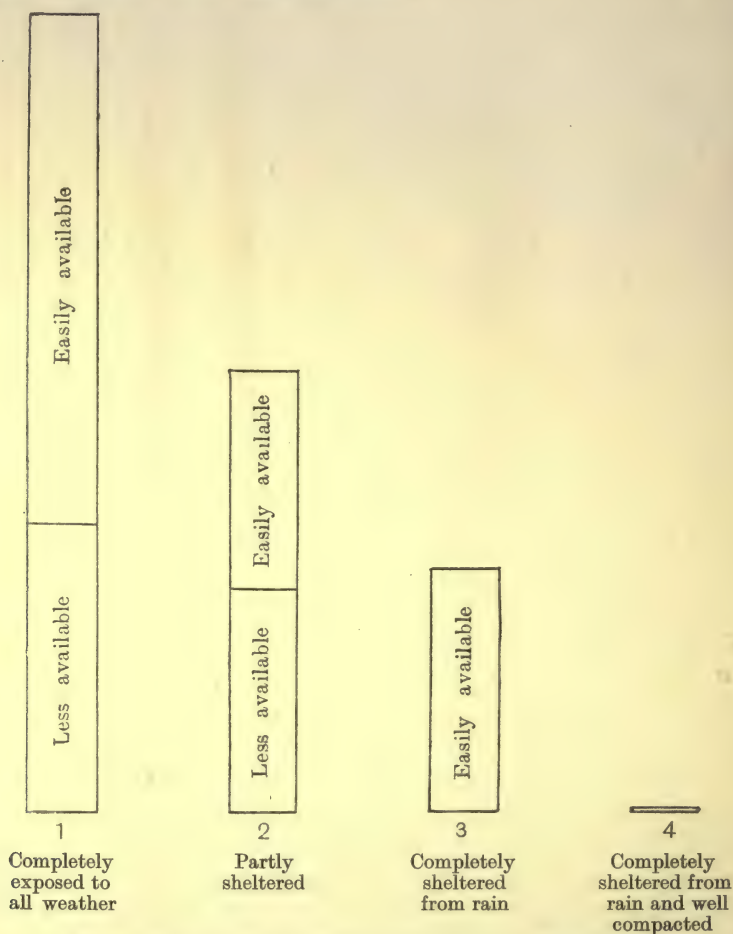 Easily available
Less available
Easily available
Less available
Easily available
1
Completely
exposed to
all weather
2
Partly
sheltered
3
Completely
sheltered
from rain
4
Completely
sheltered from
rain and well
compacted